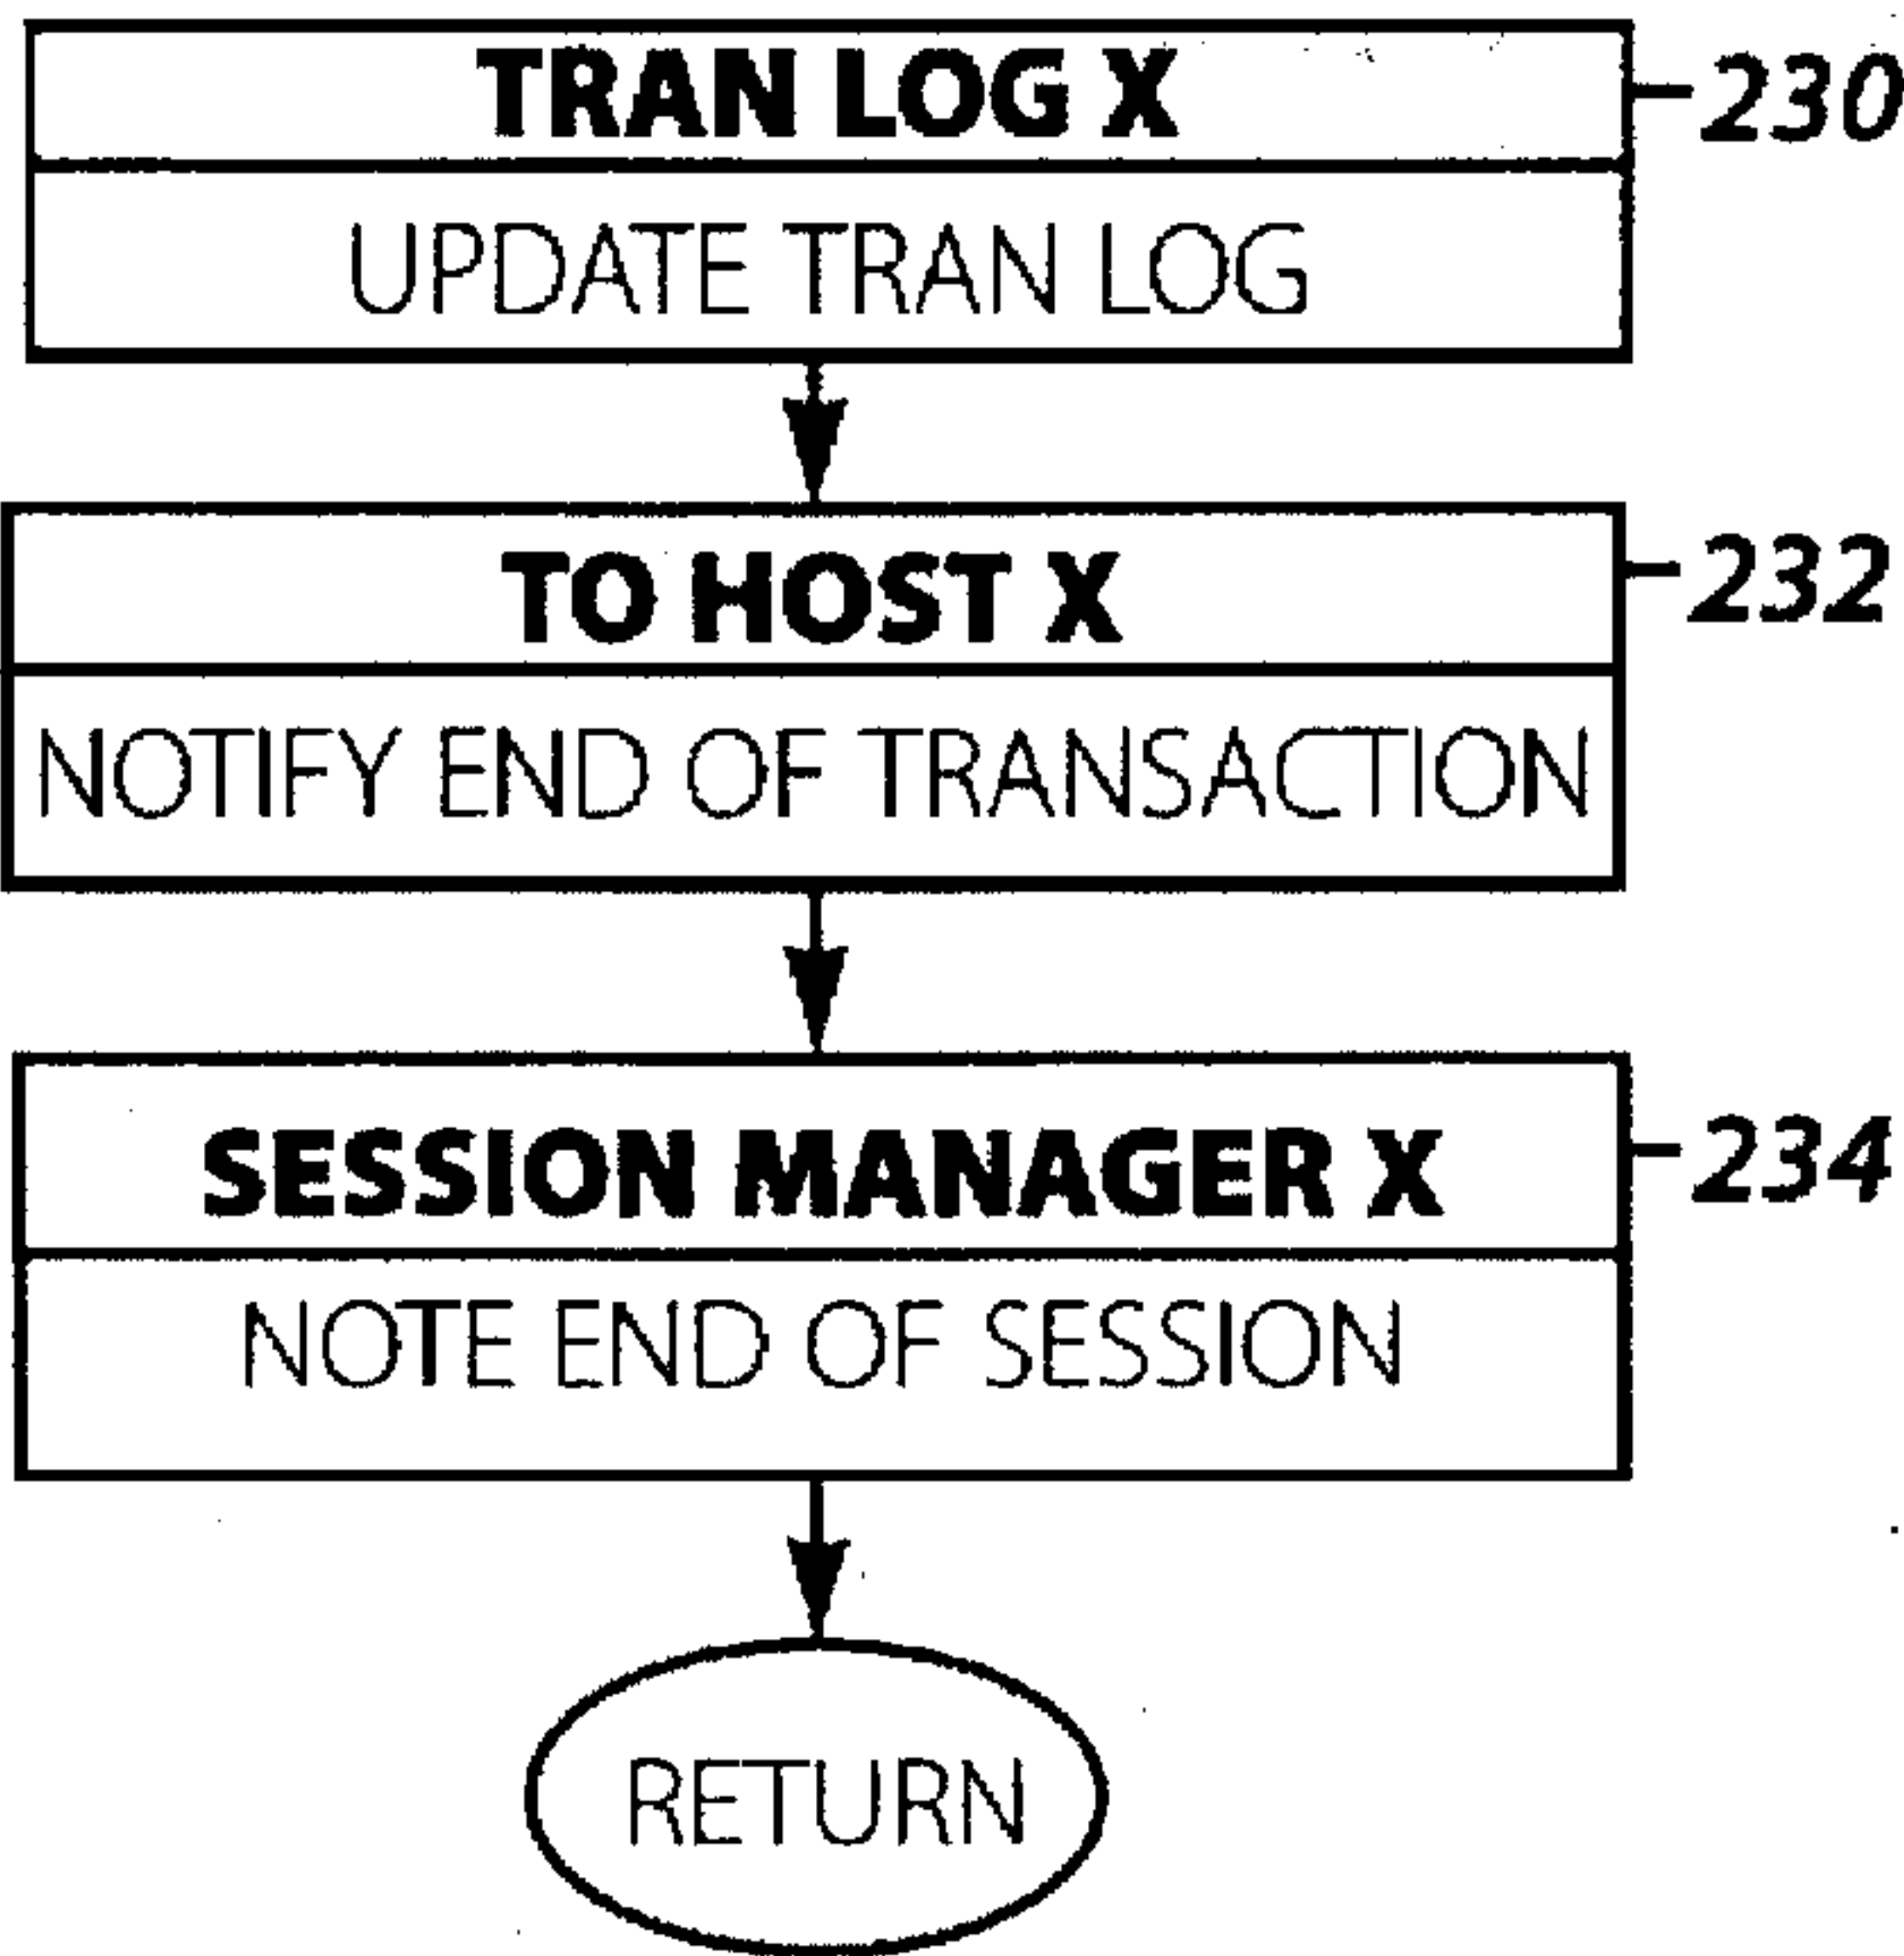 TRAN LOG X
230
UPDATE TRAN LOG
TO HOST X
232
NOTIFY END OF TRANSACTION
SESSION MANAGER X
234
NOTE END OF SESSION
RETURN